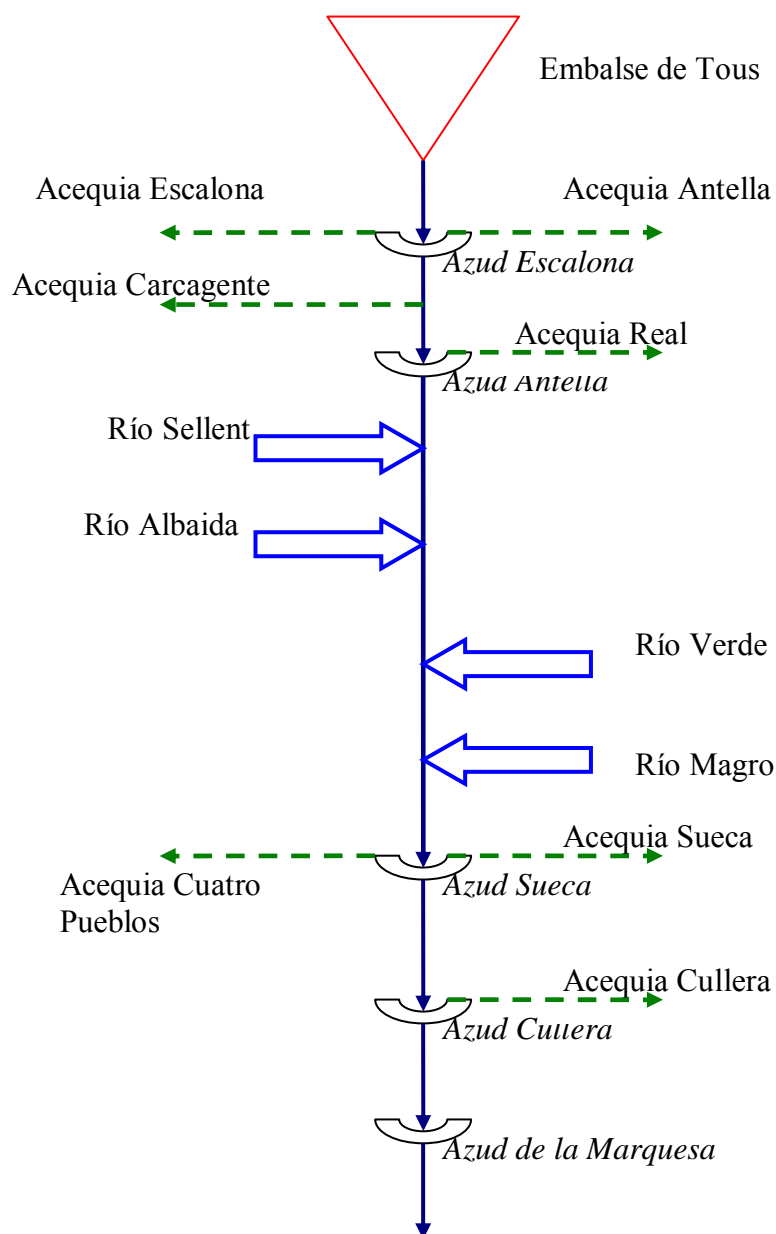 Embalse de Tous
Acequia Escalona
Acequia Antella
Azud Escalona
Acequia Carcagente
Acequia Real
Azud Antella
Río Sellent
Río Albaida
Río Verde
Río Magro
Acequia Sueca
Acequia Cuatro
Pueblos
Azud Sueca
Acequia Cullera
Azud Cullera
Azud de la Marquesa